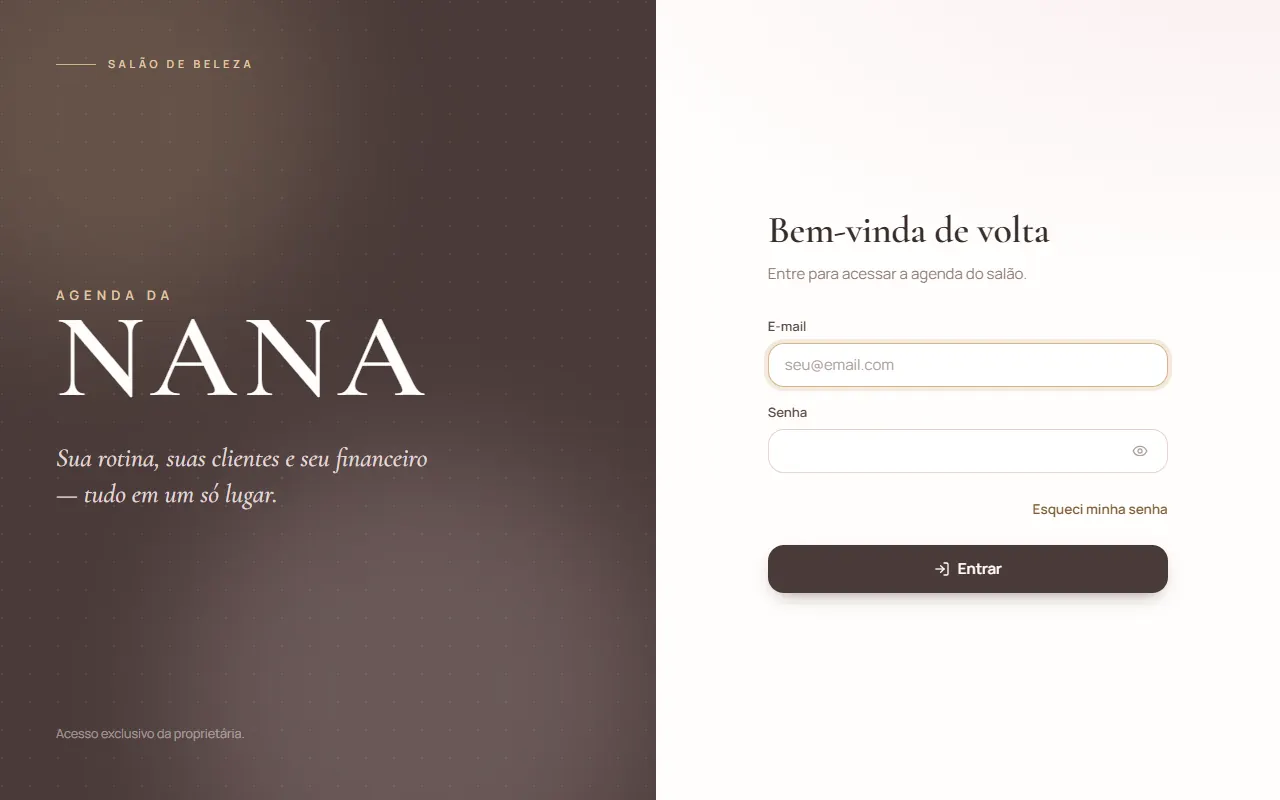 SALÃO DE BELEZA
AGENDA DA
NANA
Sua rotina, suas clientes e seu financeiro
— tudo em um só lugar.
Acesso exclusivo da proprietária.
Bem-vinda de volta
Entre para acessar a agenda do salão.
E-mail
seu@email.com
Senha
Esqueci minha senha
Entrar